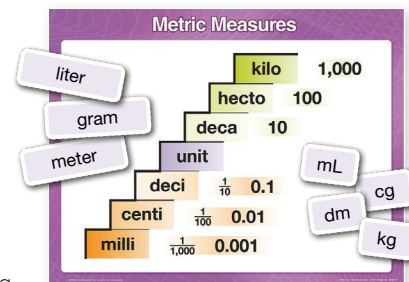 Metric Measures
liter
gram
meter
kilo 1,000
hecto 100
deca 10
unit
deci 1/10 0.1
centi 1/100 0.01
milli 1/1,000 0.001
mL
cg
dm
kg